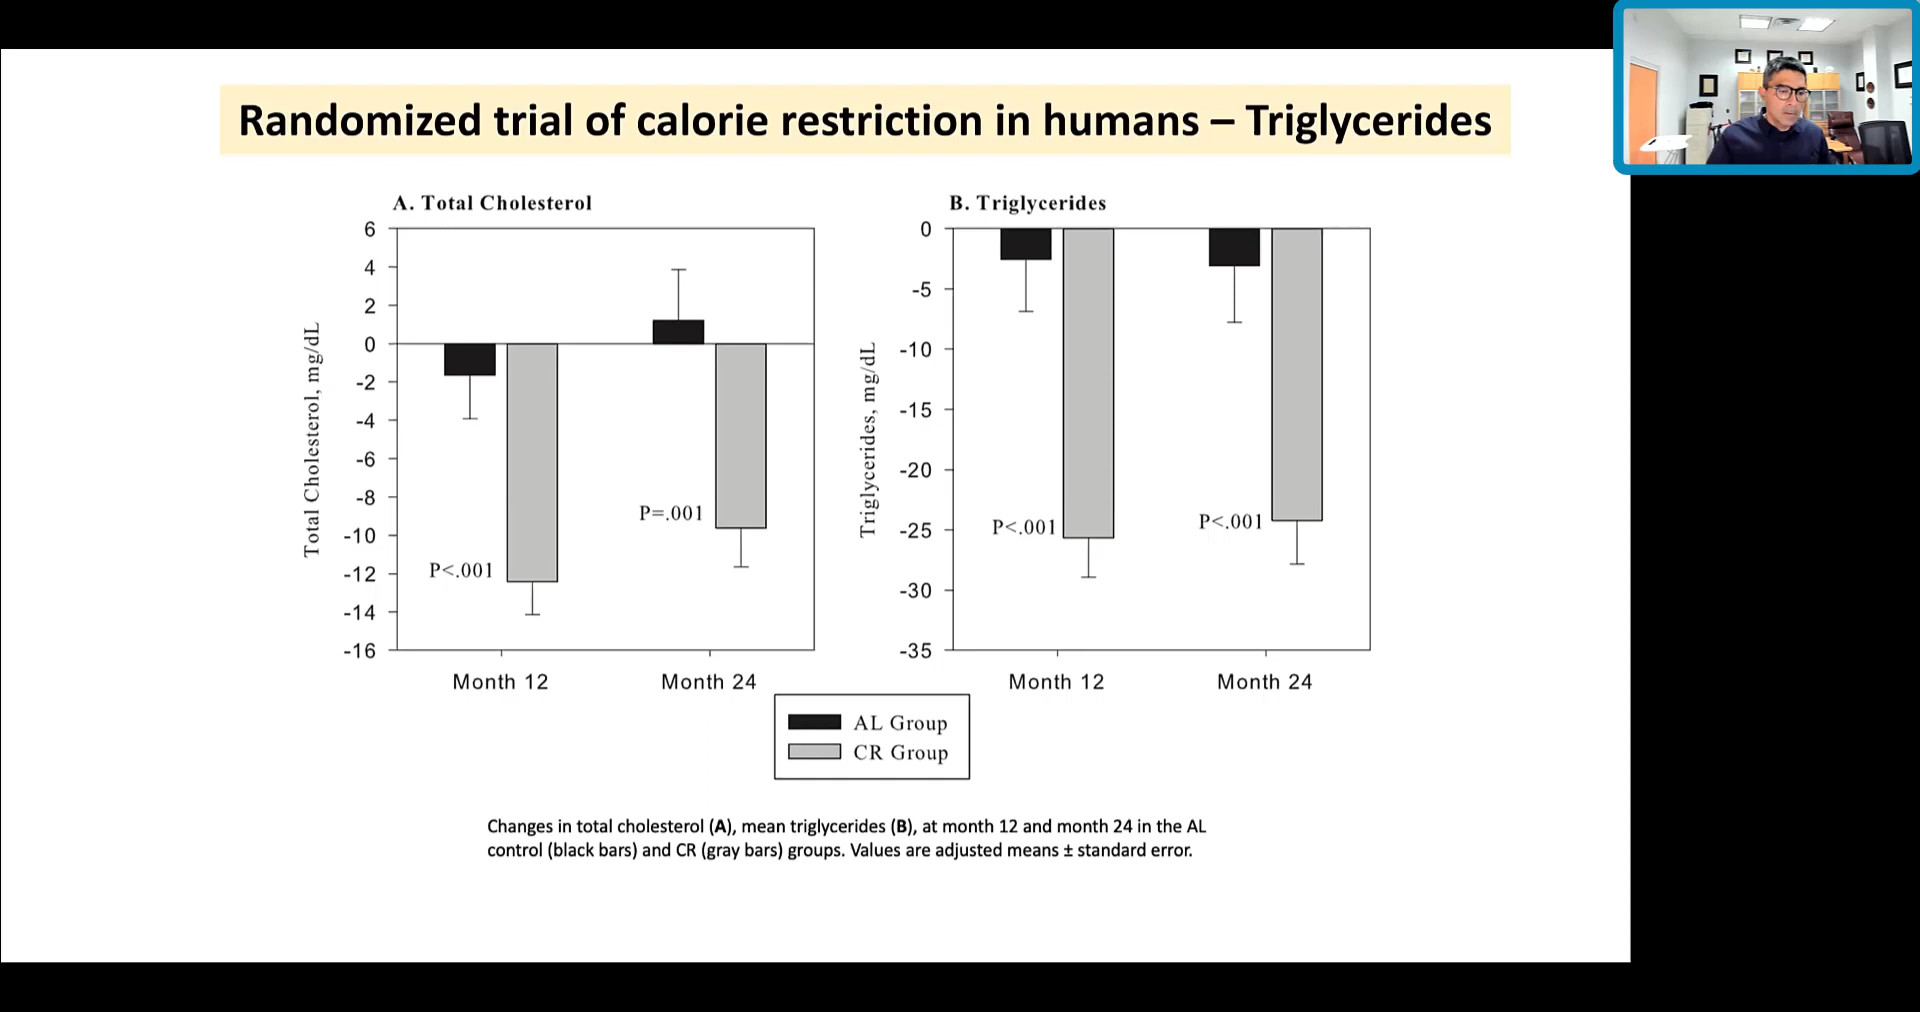 Randomized trial of calorie restriction in humans – Triglycerides
A. Total Cholesterol
6
4
2
0
-2
-4
-6
-8
-10
-12
-14
-16
Total Cholesterol, mg/dL
P<.001
P=.001
Month 12
Month 24
B. Triglycerides
0
-5
-10
-15
-20
-25
-30
-35
Triglycerides, mg/dL
P<.001
P<.001
Month 12
Month 24
AL Group
CR Group
Changes in total cholesterol (A), mean triglycerides (B), at month 12 and month 24 in the AL
control (black bars) and CR (gray bars) groups. Values are adjusted means ± standard error.